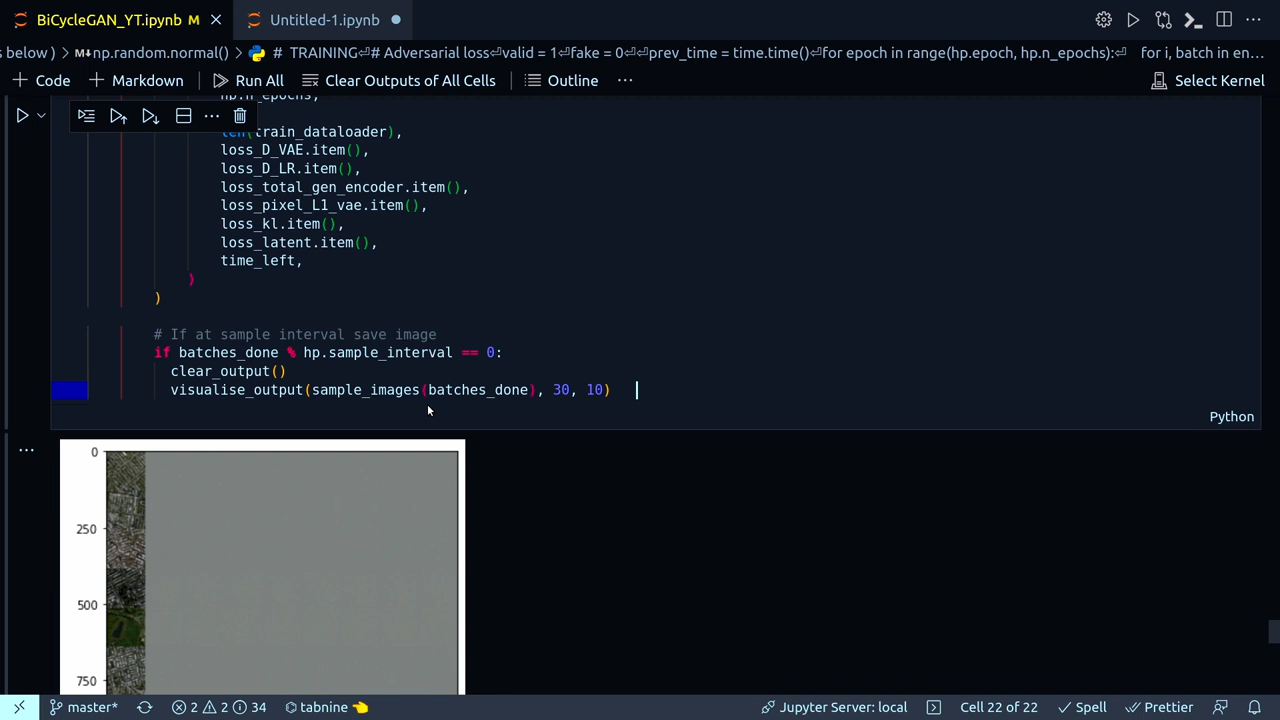 BiCycleGAN_YT.ipynb M
Untitled-1.ipynb
s below ) > M↓np.random.normal() > # TRAINING⏎# Adversarial loss⏎valid = 1⏎fake = 0⏎⏎prev_time = time.time()⏎for epoch in range(hp.epoch, hp.n_epochs):⏎ for i, batch in en…
+ Code + Markdown Run All Clear Outputs of All Cells Outline ··· Select Kernel
hp.n_epochs,
len(train_dataloader),
loss_D_VAE.item(),
loss_D_LR.item(),
loss_total_gen_encoder.item(),
loss_pixel_L1_vae.item(),
loss_kl.item(),
loss_latent.item(),
time_left,
)
)
# If at sample interval save image
if batches_done % hp.sample_interval == 0:
clear_output()
visualise_output(sample_images(batches_done), 30, 10)
Python
0
250
500
750
master* 2 2 34 tabnine Jupyter Server: local Cell 22 of 22 Spell Prettier